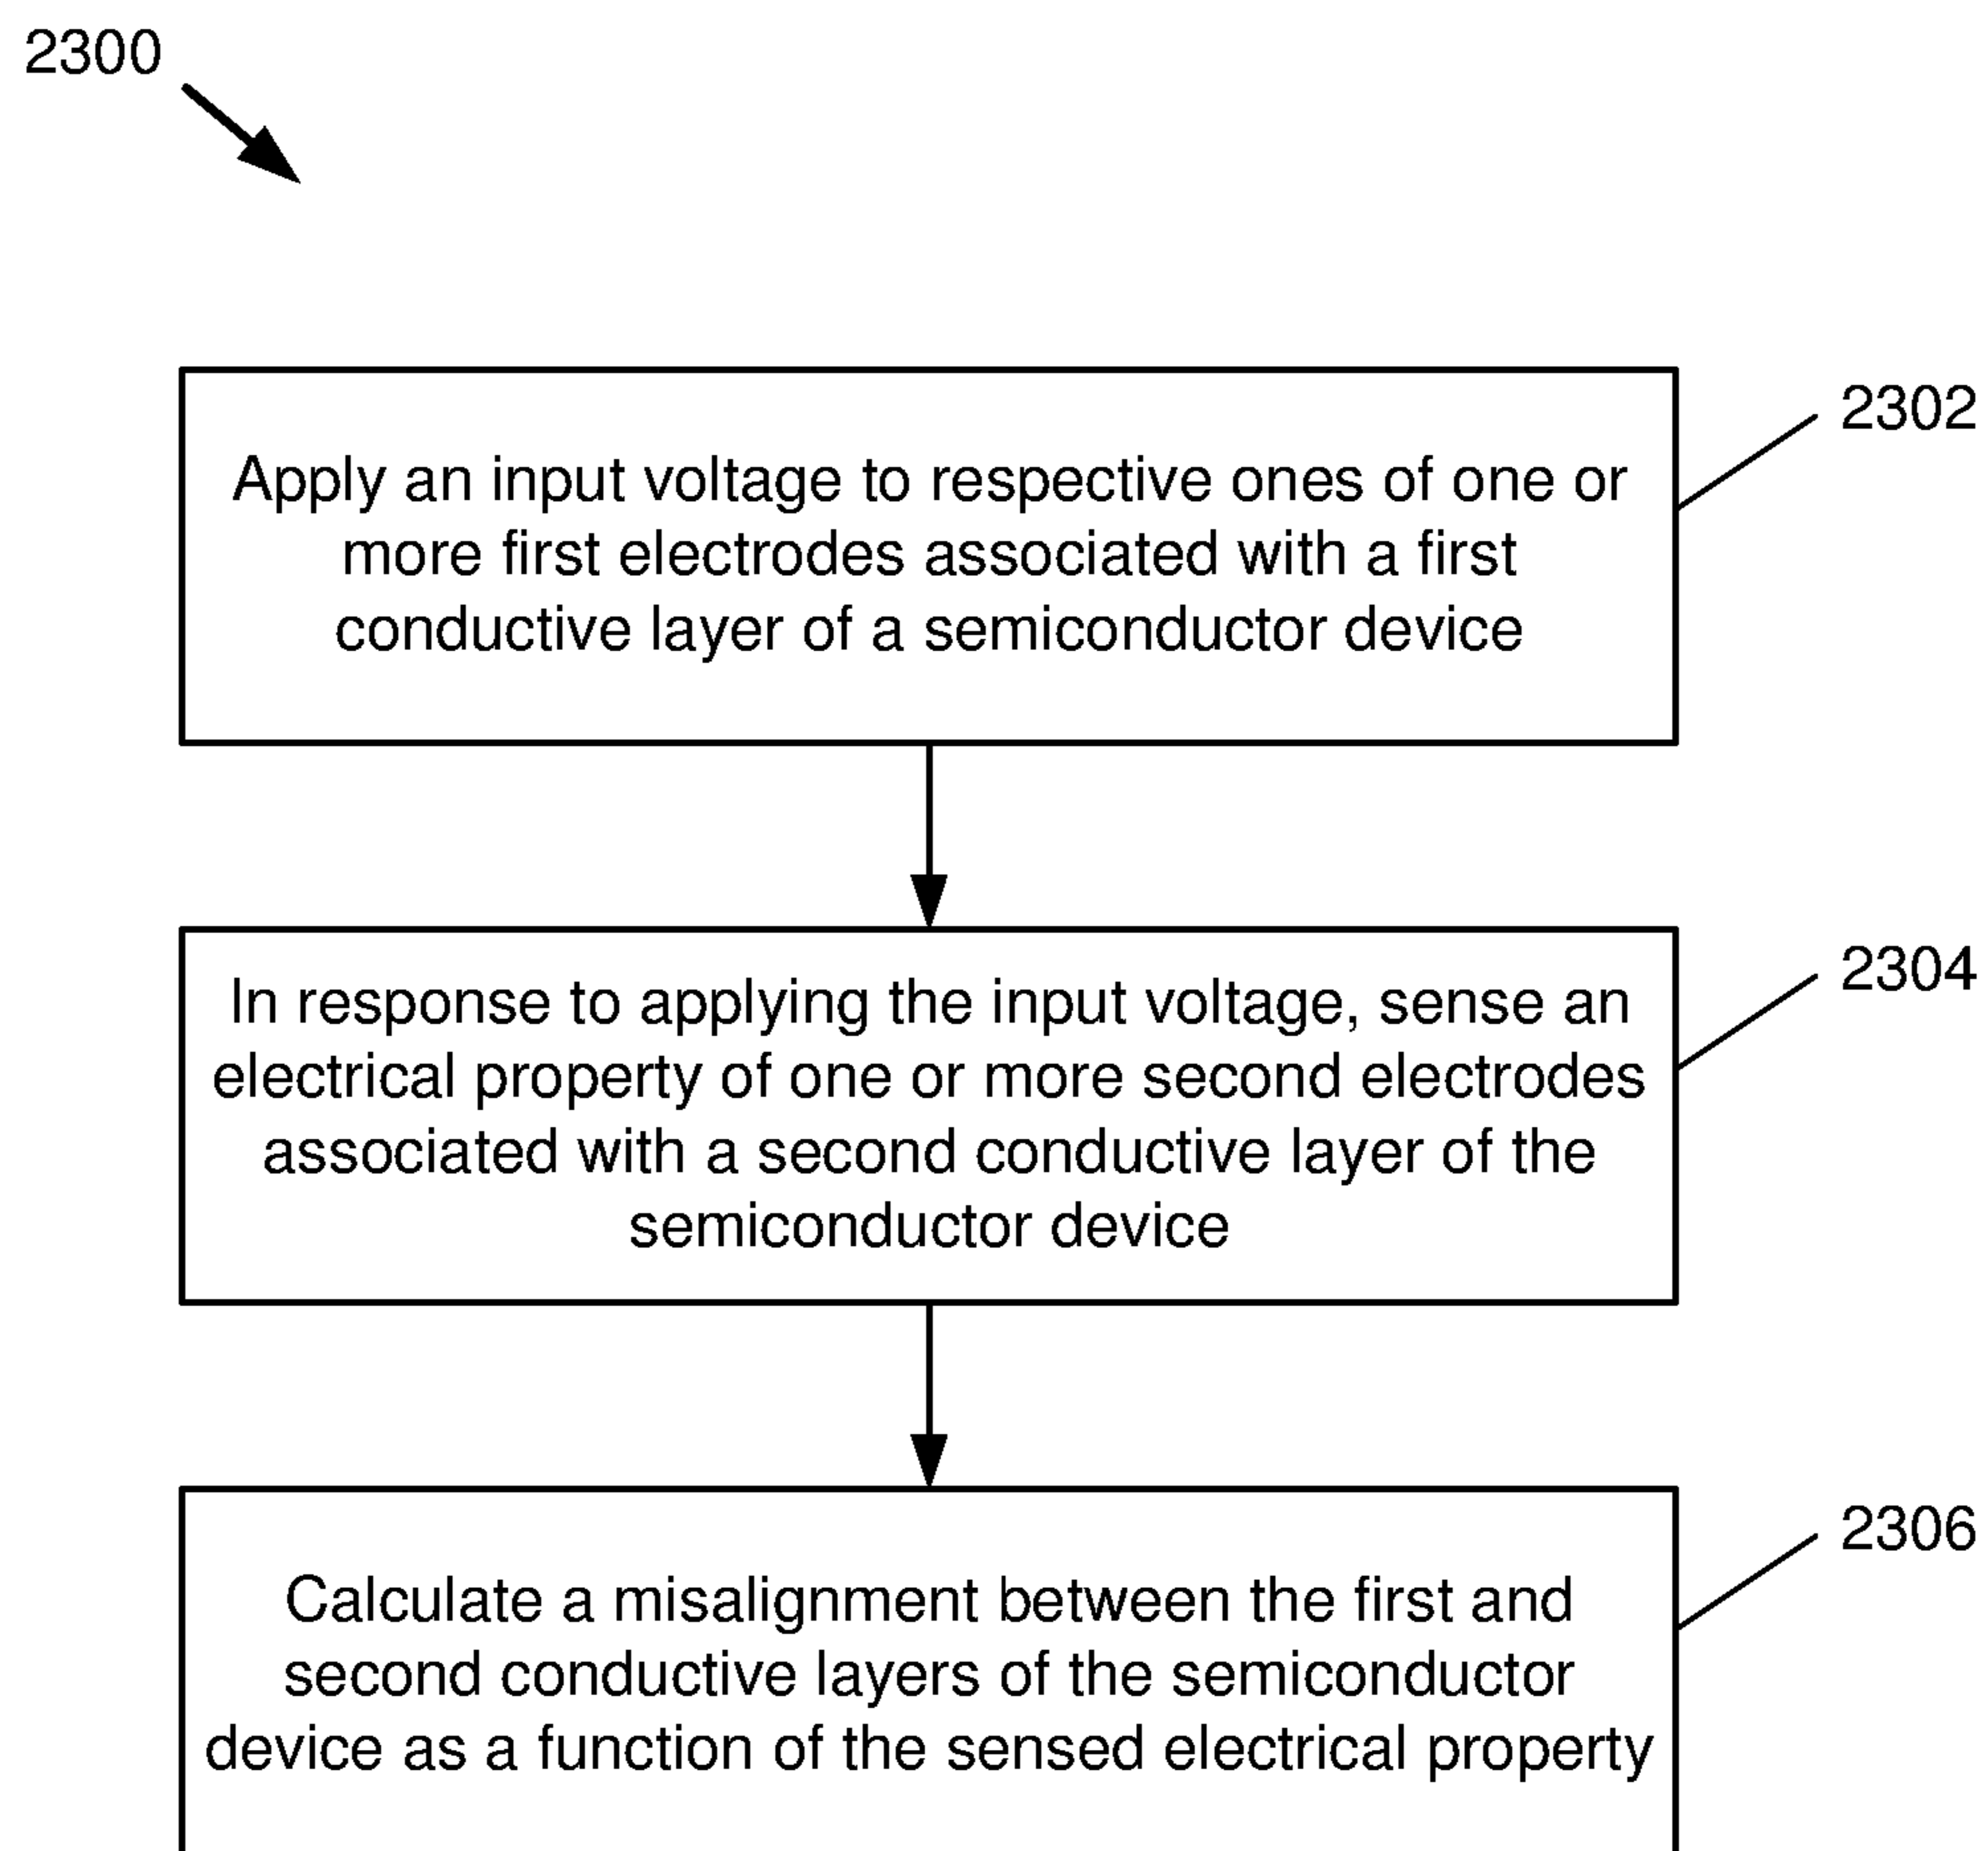 2300
2302
Apply an input voltage to respective ones of one or
more first electrodes associated with a first
conductive layer of a semiconductor device
2304
In response to applying the input voltage, sense an
electrical property of one or more second electrodes
associated with a second conductive layer of the
semiconductor device
2306
Calculate a misalignment between the first and
second conductive layers of the semiconductor
device as a function of the sensed electrical property